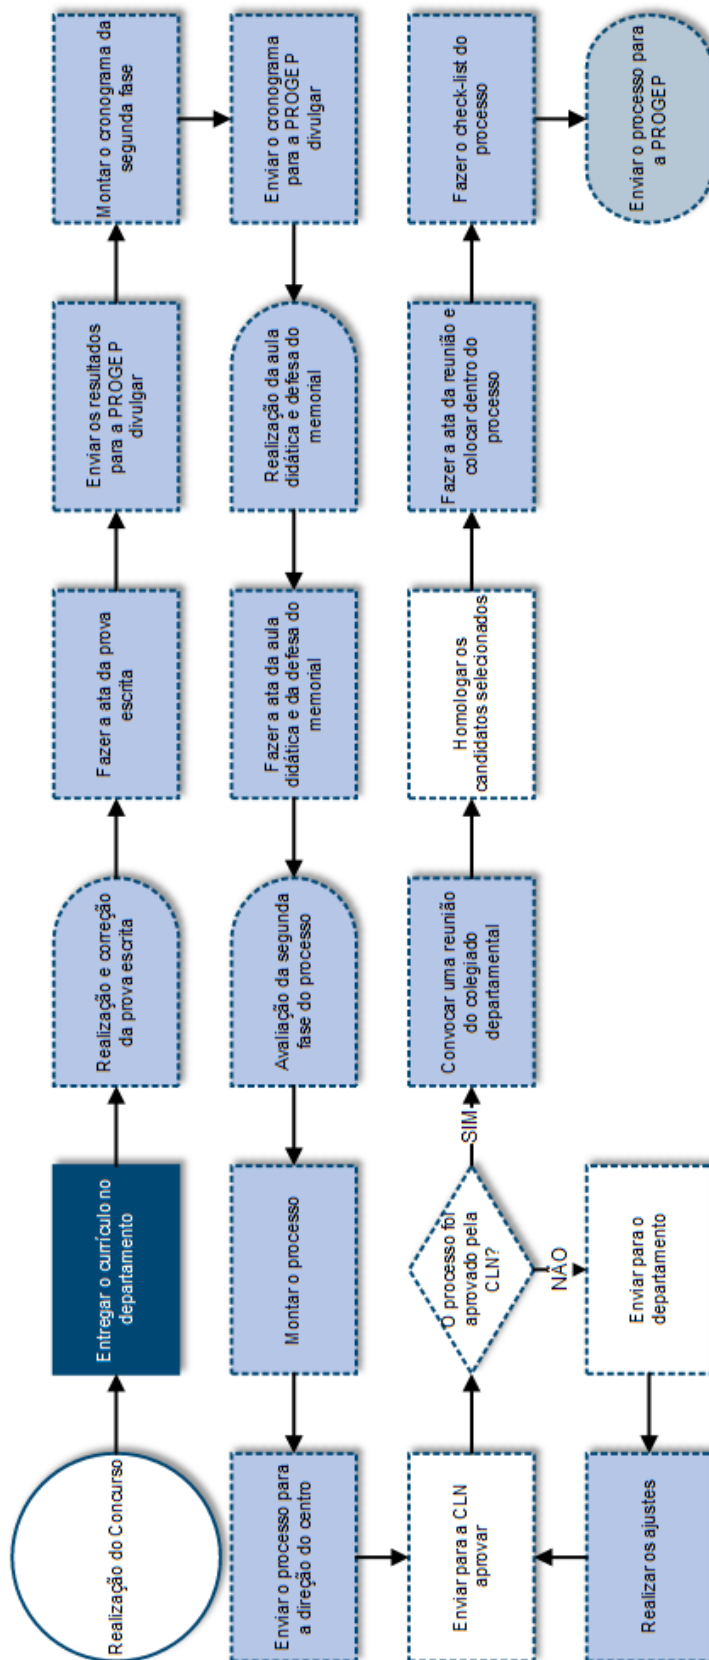 Realização do Concurso
Entregar o currículo no
departamento
Realização e correção
da prova escrita
Fazer a ata da prova
escrita
Enviar os resultados
para a PROGEP
divulgar
Montar o cronograma da
segunda fase
Enviar o cronograma
para a PROGEP
divulgar
Realização da aula
didática e defesa do
memorial
Fazer a ata da aula
didática e da defesa do
memorial
Avaliação da segunda
fase do processo
Montar o processo
Enviar o processo para
a direção do centro
Enviar para a CLN
aprovar
O processo foi
aprovado pela
CLN?
SIM
NÃO
Enviar para o
departamento
Realizar os ajustes
Convocar uma reunião
do colegiado
departamental
Homologar os
candidatos selecionados
Fazer a ata da reunião e
colocar dentro do
processo
Fazer o check-list do
processo
Enviar o processo para
a PROGEP